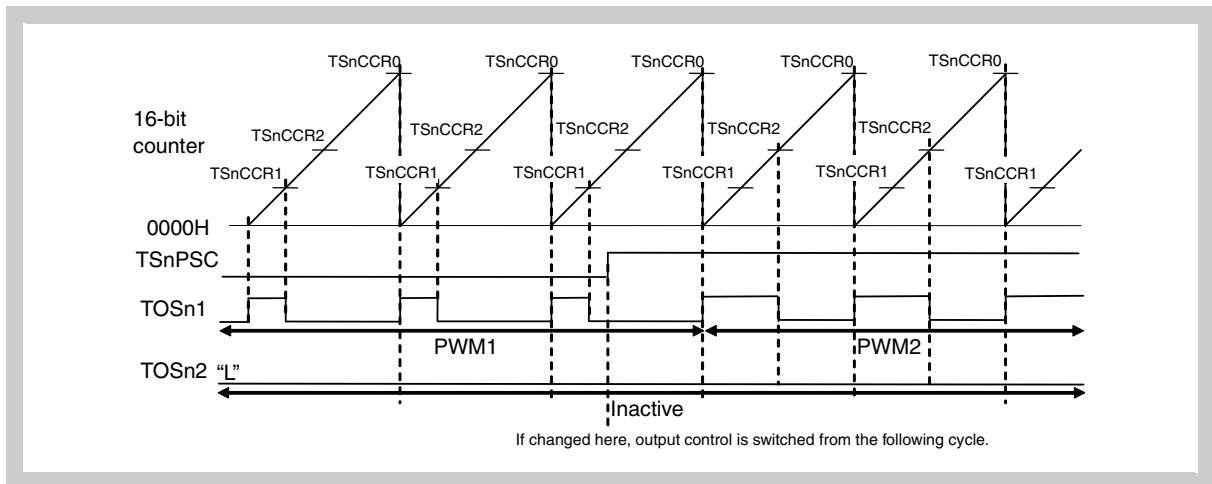 TSnCCR0 TSnCCR0 TSnCCR0 TSnCCR0 TSnCCR0
16-bit
counter
TSnCCR2 TSnCCR2 TSnCCR2 TSnCCR2 TSnCCR2
TSnCCR1 TSnCCR1 TSnCCR1 TSnCCR1 TSnCCR1 TSnCCR1
0000H
TSnPSC
TOSn1
PWM1 PWM2
TOSn2 “L”
Inactive
If changed here, output control is switched from the following cycle.